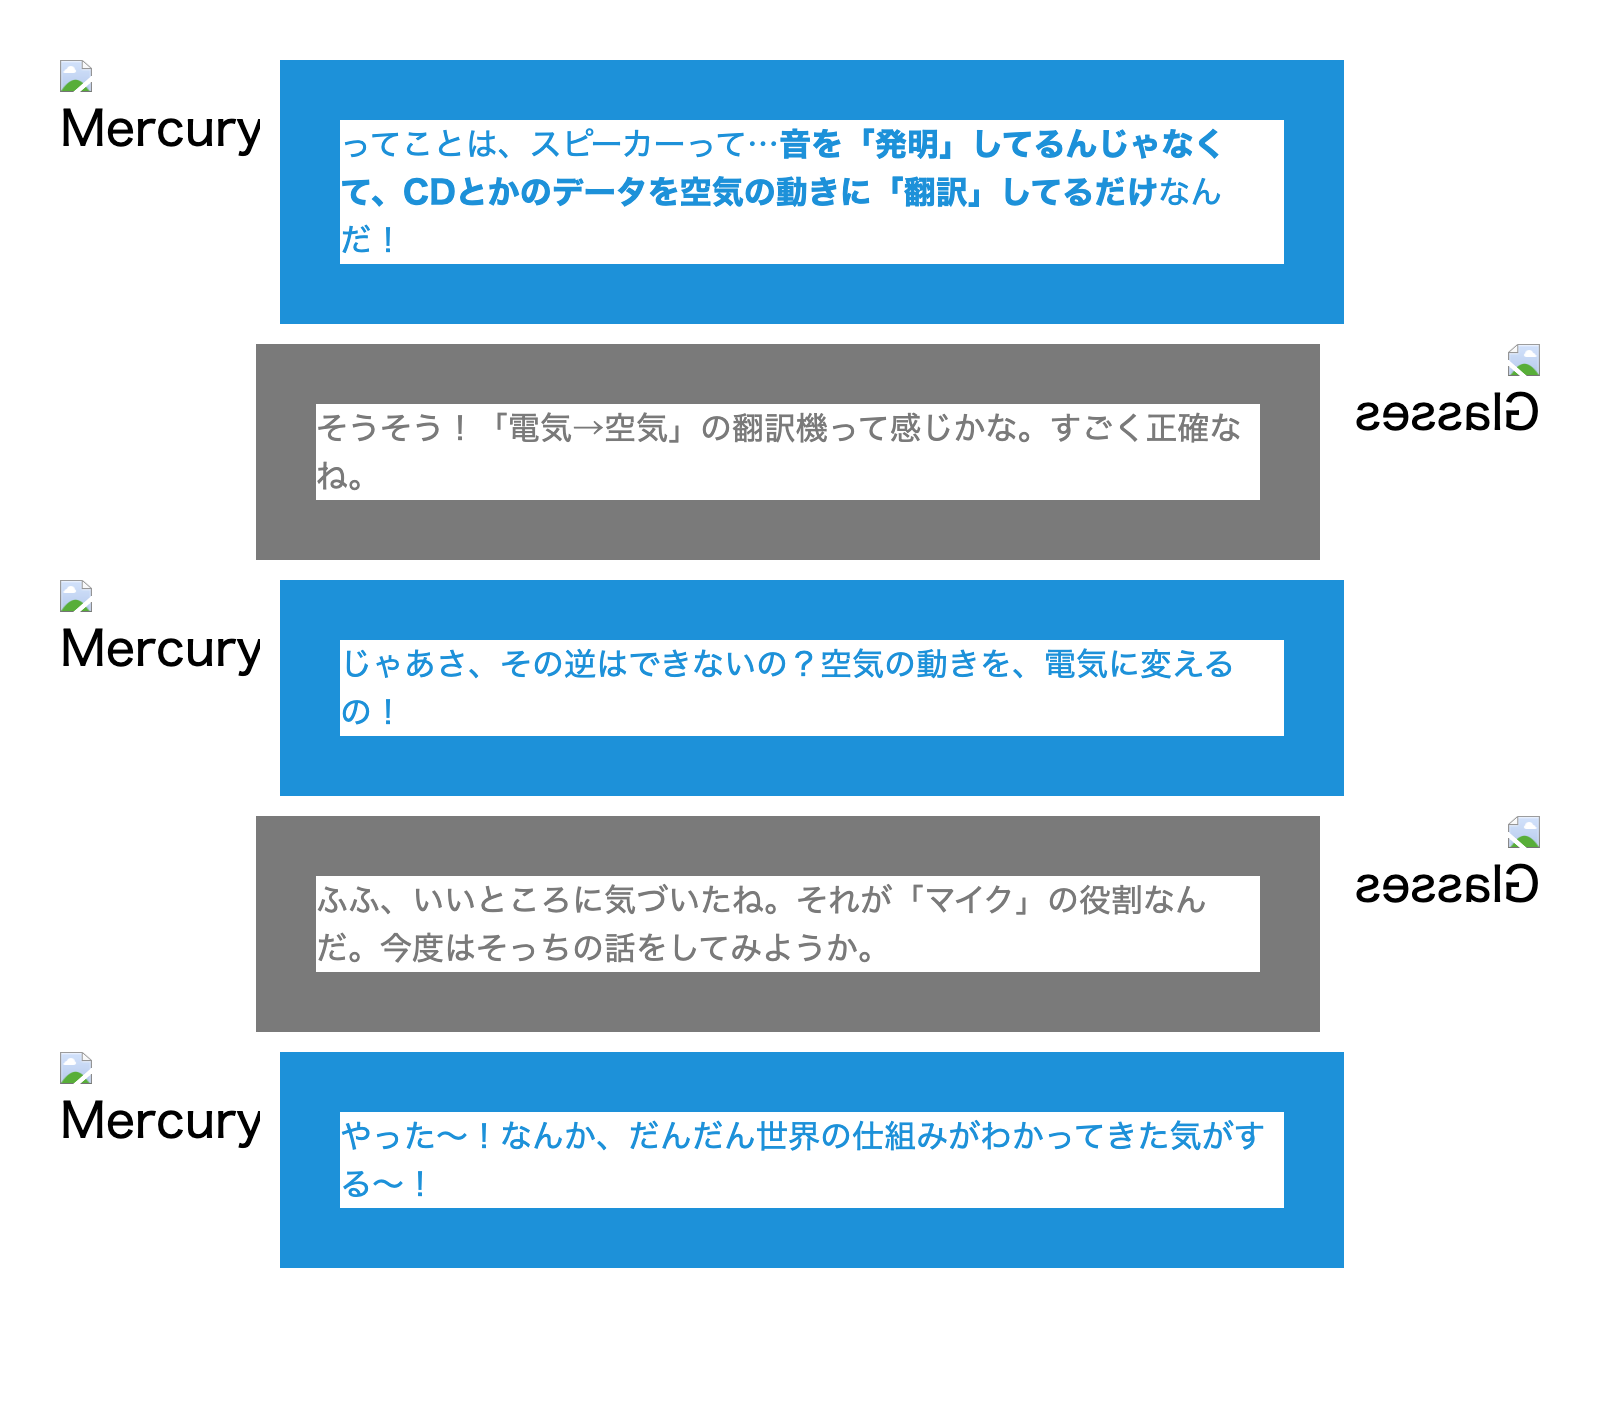 Mercury
ってことは、スピーカーって…音を「発明」してるんじゃなく
て、CDとかのデータを空気の動きに「翻訳」してるだけなん
だ！
そうそう！「電気→空気」の翻訳機って感じかな。すごく正確な
ね。
Glasses
Mercury
じゃあさ、その逆はできないの？空気の動きを、電気に変える
の！
ふふ、いいところに気づいたね。それが「マイク」の役割なん
だ。今度はそっちの話をしてみようか。
Glasses
Mercury
やった〜！なんか、だんだん世界の仕組みがわかってきた気がす
る〜！